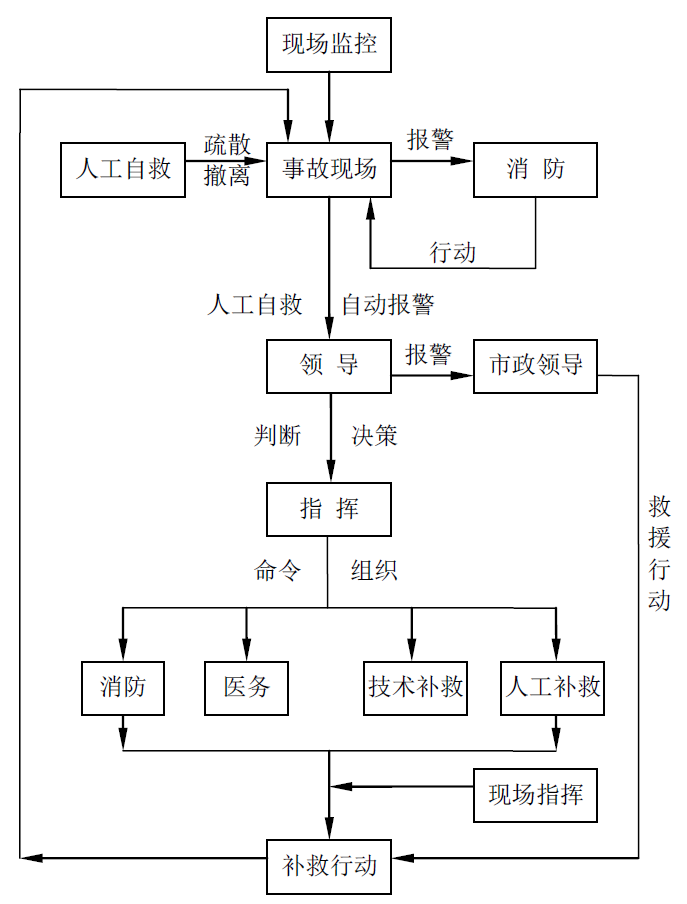 现场监控
人工自救
疏散
撤离
事故现场
报警
消 防
行动
人工自救
自动报警
领 导
报警
市政领导
判断
决策
指 挥
救援行动
命令
组织
消防
医务
技术补救
人工补救
现场指挥
补救行动